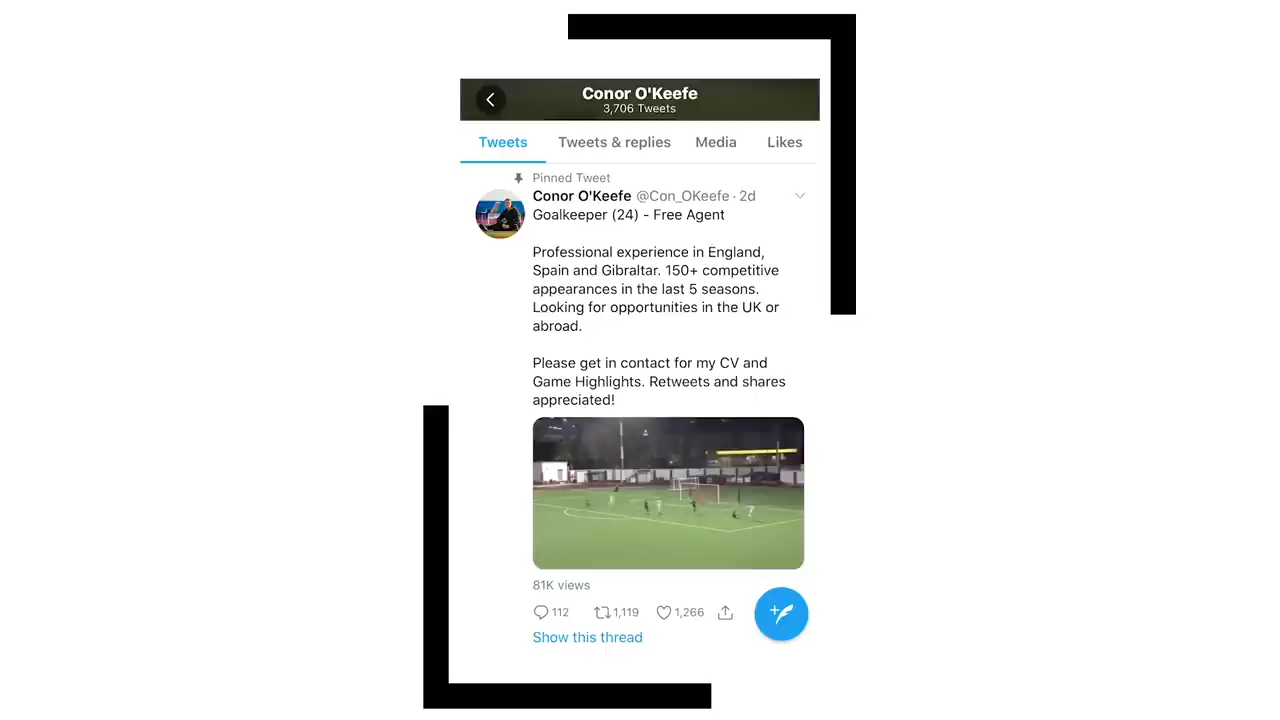 Conor O'Keefe
3,706 Tweets
Tweets Tweets & replies Media Likes
Pinned Tweet
Conor O'Keefe @Con_OKeefe · 2d
Goalkeeper (24) - Free Agent
Professional experience in England,
Spain and Gibraltar. 150+ competitive
appearances in the last 5 seasons.
Looking for opportunities in the UK or
abroad.
Please get in contact for my CV and
Game Highlights. Retweets and shares
appreciated!
81K views
112 1,119 1,266
Show this thread